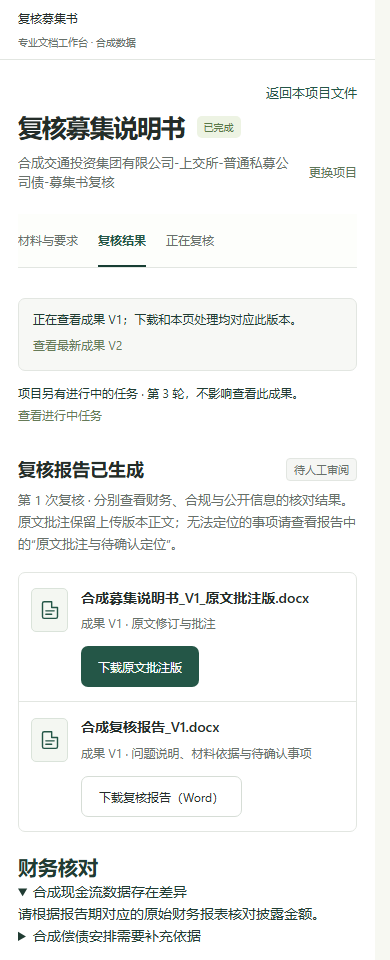 复核募集书
专业文档工作台 · 合成数据
返回本项目文件
复核募集说明书 已完成
合成交通投资集团有限公司-上交所-普通私募公
司债-募集书复核
更换项目
材料与要求 复核结果 正在复核
正在查看成果 V1；下载和本页处理均对应此版本。
查看最新成果 V2
项目另有进行中的任务 · 第 3 轮，不影响查看此成果。
查看进行中任务
复核报告已生成 待人工审阅
第 1 次复核 · 分别查看财务、合规与公开信息的核对结果。
原文批注保留上传版本正文；无法定位的事项请查看报告中
的“原文批注与待确认定位”。
合成募集说明书_V1_原文批注版.docx
成果 V1 · 原文修订与批注
下载原文批注版
合成复核报告_V1.docx
成果 V1 · 问题说明、材料依据与待确认事项
下载复核报告（Word）
财务核对
▼ 合成现金流数据存在差异
请根据报告期对应的原始财务报表核对披露金额。
▶ 合成偿债安排需要补充依据